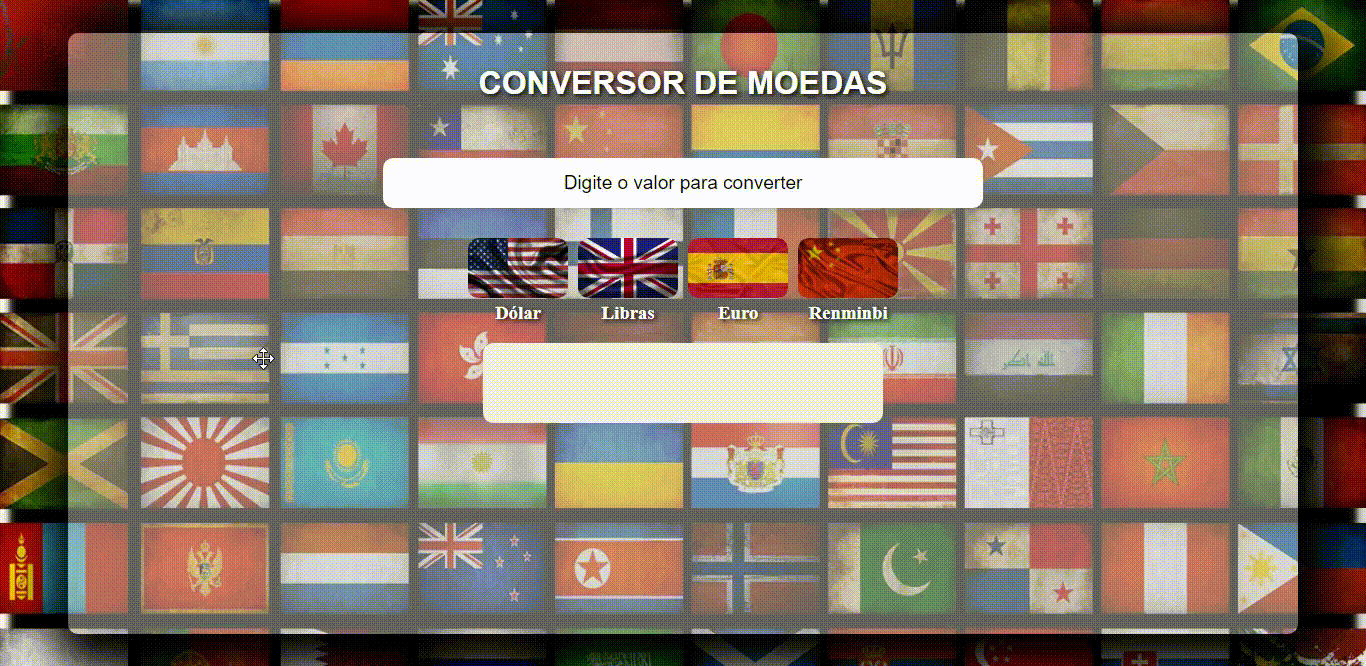 CONVERSOR DE MOEDAS
Digite o valor para converter
Dólar
Libras
Euro
Renminbi